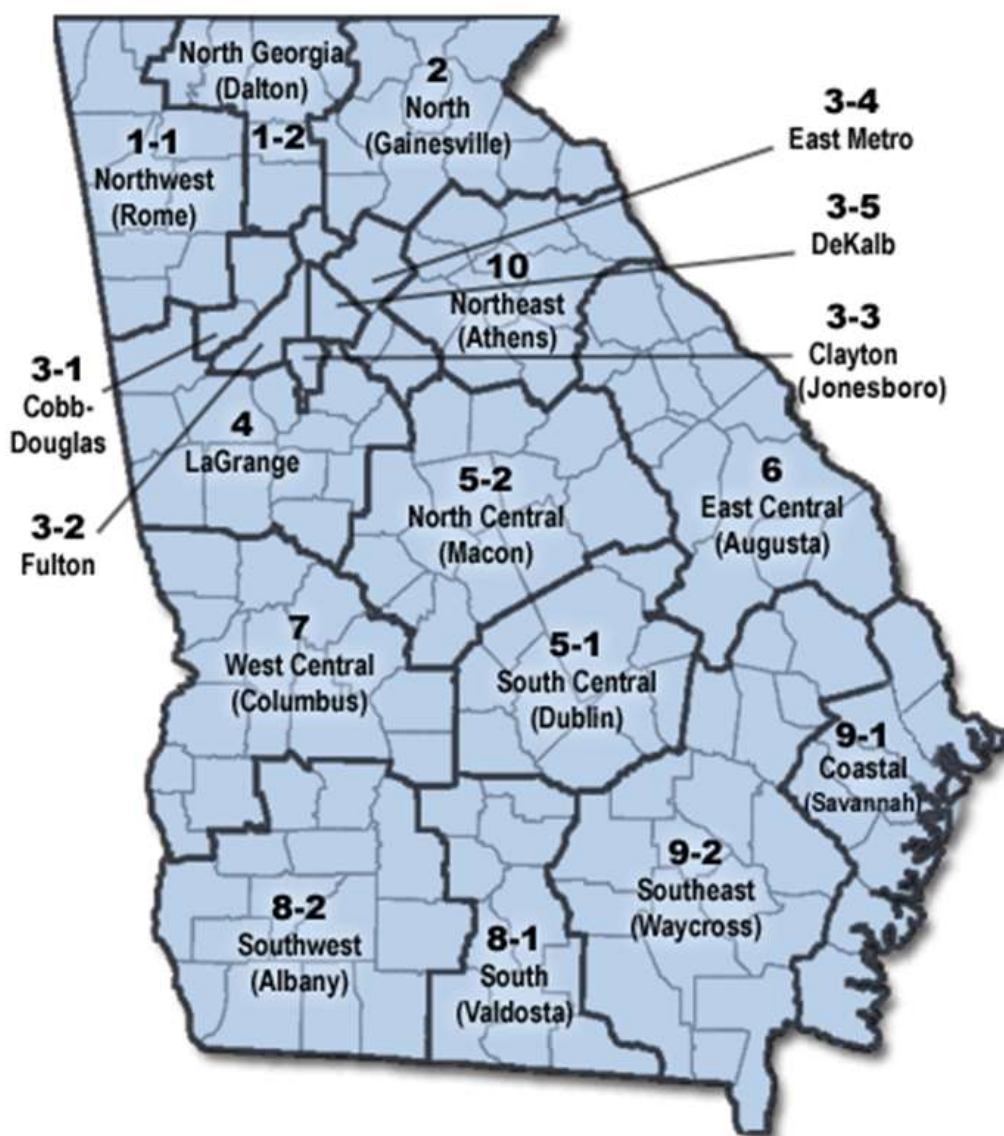 North Georgia
(Dalton)
1-2
2
North
(Gainesville)
3-4
East Metro
1-1
Northwest
(Rome)
3-5
DeKalb
10
Northeast
(Athens)
3-3
Clayton
(Jonesboro)
3-1
Cobb-
Douglas
4
LaGrange
3-2
Fulton
5-2
North Central
(Macon)
6
East Central
(Augusta)
7
West Central
(Columbus)
5-1
South Central
(Dublin)
9-1
Coastal
(Savannah)
9-2
Southeast
(Waycross)
8-2
Southwest
(Albany)
8-1
South
(Valdosta)